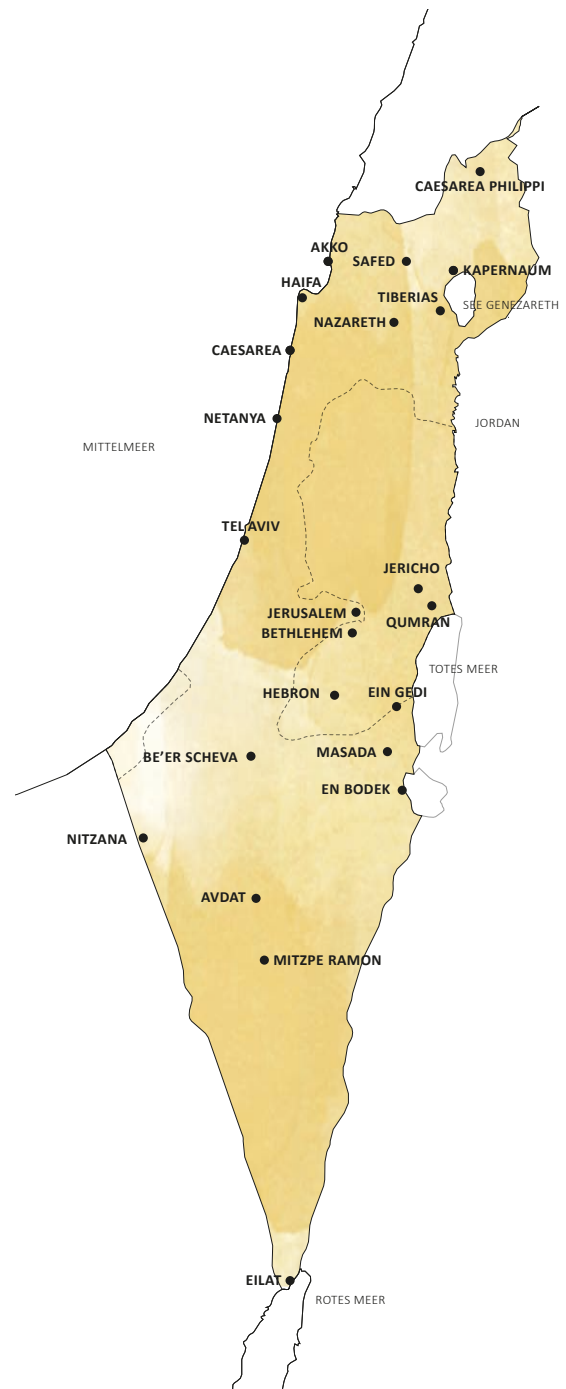 CAESAREA PHILIPPI
AKKO
SAFED
KAPERNAUM
HAIFA
TIBERIAS
SEE GENEZARETH
NAZARETH
CAESAREA
NETANYA
JORDAN
MITTELMEER
TEL AVIV
JERICHO
JERUSALEM
QUMRAN
BETHLEHEM
TOTES MEER
HEBRON
EIN GEDI
MASADA
BE’ER SCHEVA
EN BODEK
NITZANA
AVDAT
MITZPE RAMON
EILAT
ROTES MEER